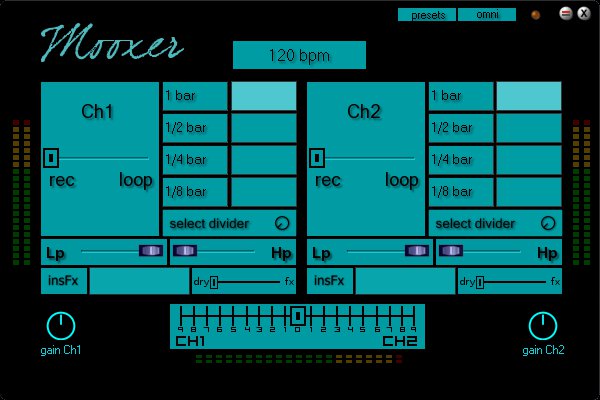 presets omni
Mooxer
120 bpm
Ch1
rec loop
1 bar
1/2 bar
1/4 bar
1/8 bar
select divider
Lp Hp
insFx dry fx
Ch2
rec loop
1 bar
1/2 bar
1/4 bar
1/8 bar
select divider
Lp Hp
insFx dry fx
9 8 7 6 5 4 3 2 1 0 1 2 3 4 5 6 7 8 9
CH1 CH2
gain Ch1
gain Ch2